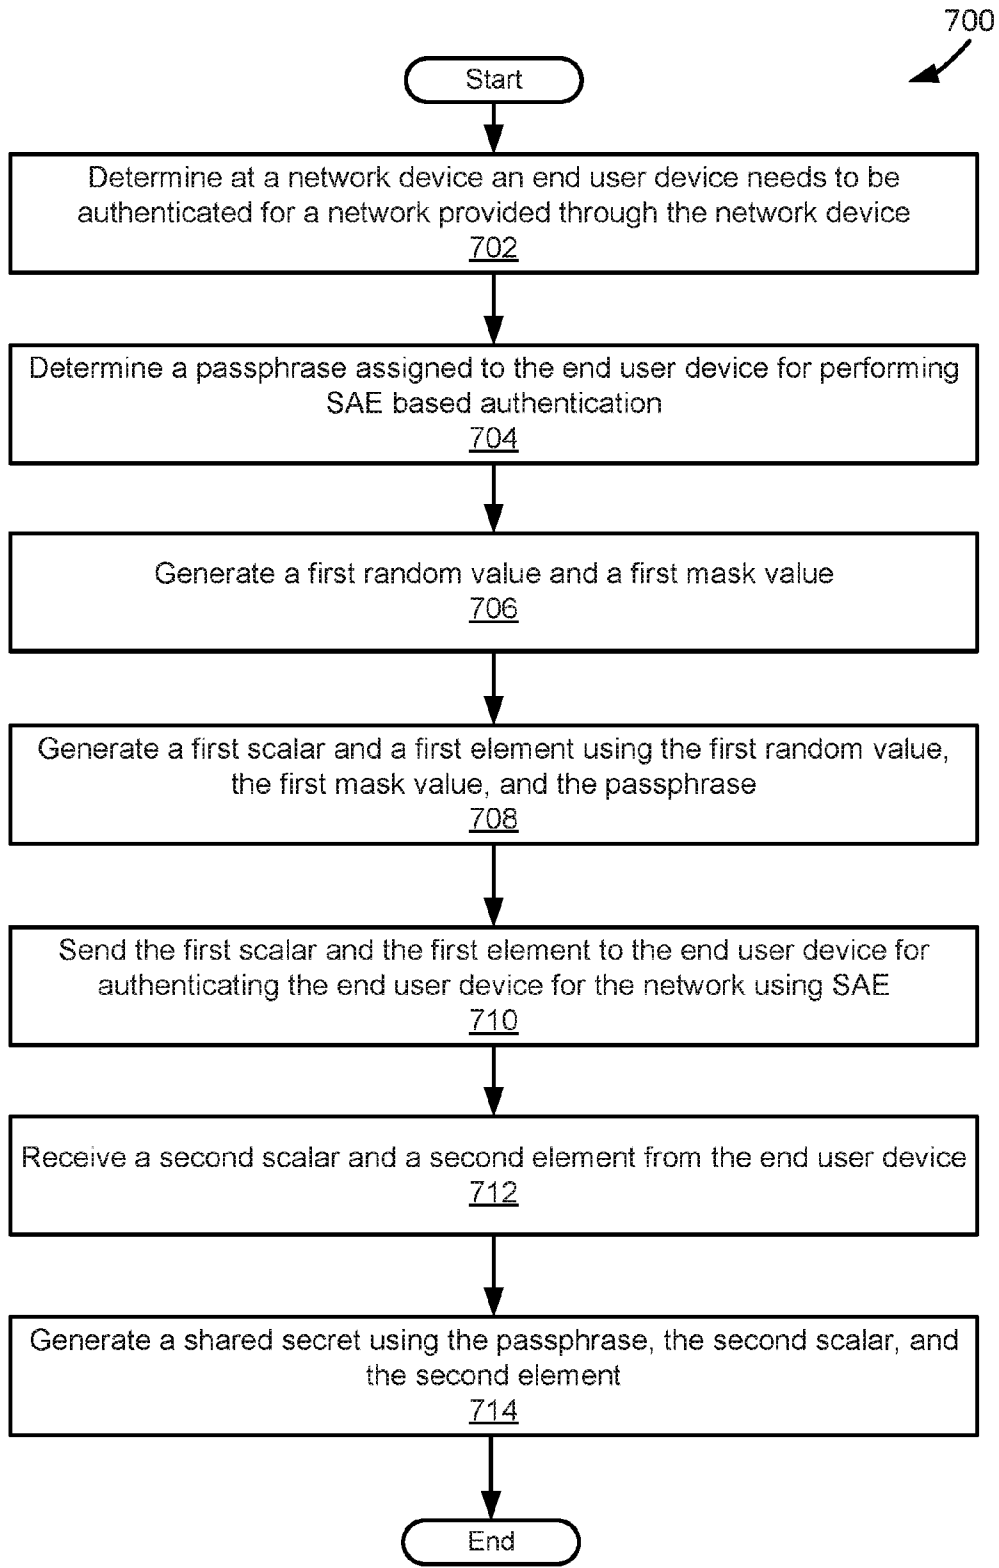 700
Start
Determine at a network device an end user device needs to be
authenticated for a network provided through the network device
702
Determine a passphrase assigned to the end user device for performing
SAE based authentication
704
Generate a first random value and a first mask value
706
Generate a first scalar and a first element using the first random value,
the first mask value, and the passphrase
708
Send the first scalar and the first element to the end user device for
authenticating the end user device for the network using SAE
710
Receive a second scalar and a second element from the end user device
712
Generate a shared secret using the passphrase, the second scalar, and
the second element
714
End